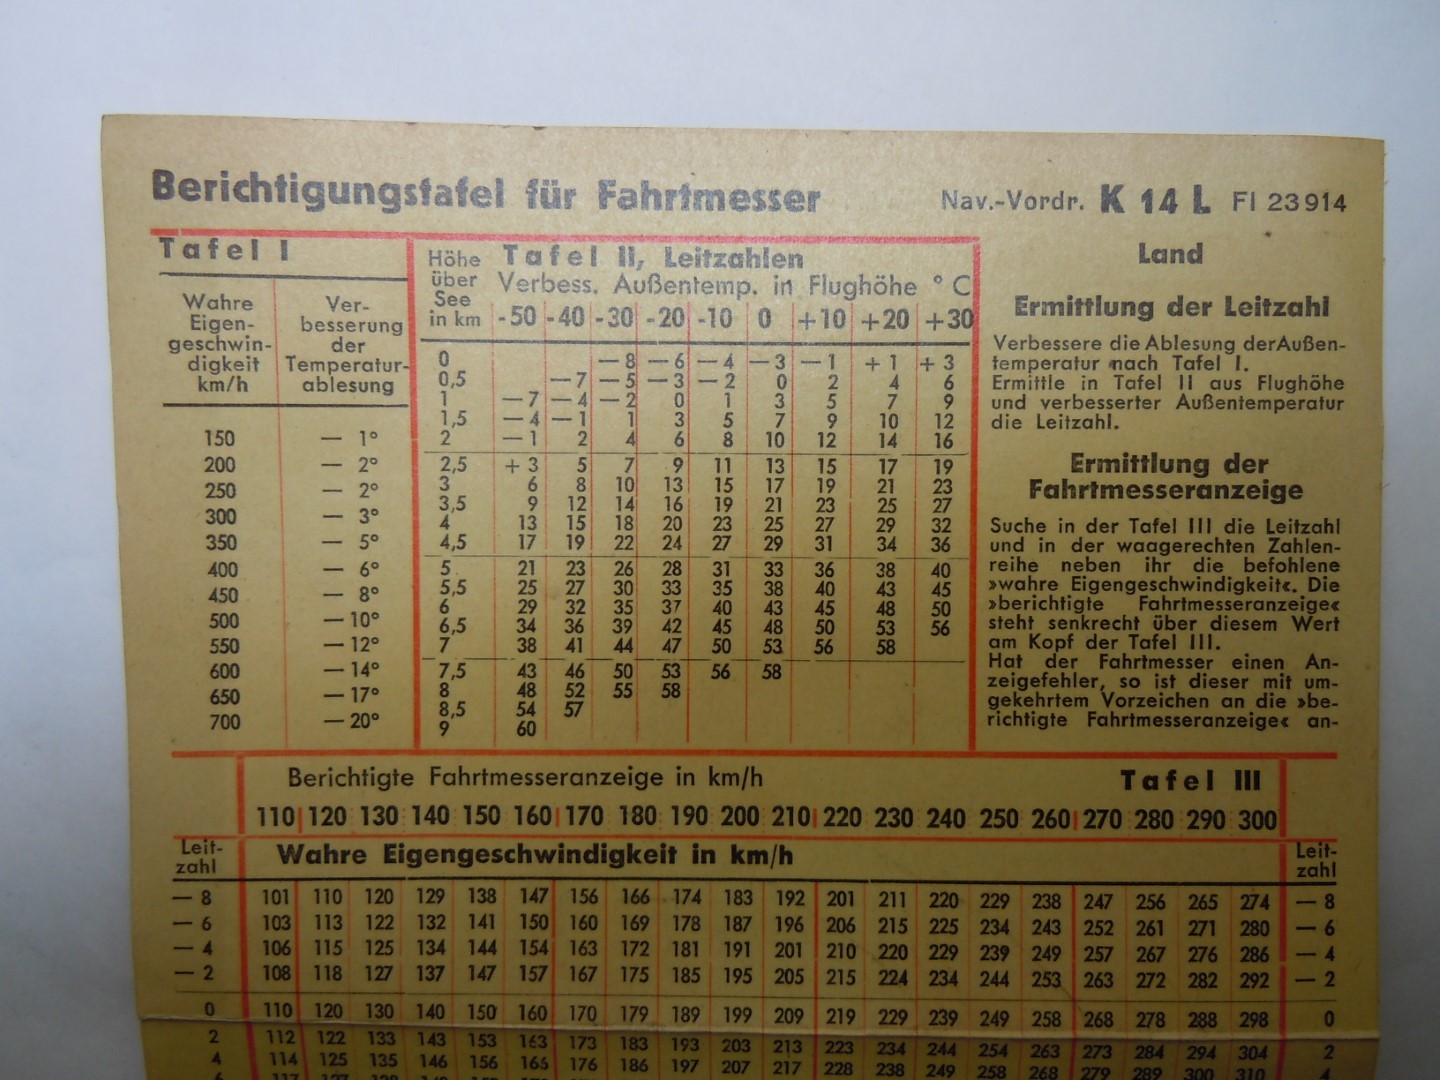 Berichtigungstafel für Fahrtmesser Nav.-Vordr. K 14 L Fl 23914
Tafel I
Wahre Eigen-geschwin-digkeit km/h
Ver-besserung der Temperatur-ablesung
150 — 1°
200 — 2°
250 — 2°
300 — 3°
350 — 5°
400 — 6°
450 — 8°
500 — 10°
550 — 12°
600 — 14°
650 — 17°
700 — 20°
Höhe über See in km
Tafel II, Leitzahlen
Verbess. Außentemp. in Flughöhe ° C
-50 -40 -30 -20 -10 0 +10 +20 +30
0 — 8 — 6 — 4 — 3 — 1 + 1 + 3
0,5 — 7 — 5 — 3 — 2 0 2 4 6
1 — 7 — 4 — 2 0 1 3 5 7 9
1,5 — 4 — 1 1 3 5 7 9 10 12
2 — 1 2 4 6 8 10 12 14 16
2,5 + 3 5 7 9 11 13 15 17 19
3 6 8 10 13 15 17 19 21 23
3,5 9 12 14 16 19 21 23 25 27
4 13 15 18 20 23 25 27 29 32
4,5 17 19 22 24 27 29 31 34 36
5 21 23 26 28 31 33 36 38 40
5,5 25 27 30 33 35 38 40 43 45
6 29 32 35 37 40 43 45 48 50
6,5 34 36 39 42 45 48 50 53 56
7 38 41 44 47 50 53 56 58
7,5 43 46 50 53 56 58
8 48 52 55 58
8,5 54 57
9 60
Land
Ermittlung der Leitzahl
Verbessere die Ablesung der Außen-
temperatur nach Tafel I.
Ermittle in Tafel II aus Flughöhe
und verbesserter Außentemperatur
die Leitzahl.
Ermittlung der
Fahrtmesseranzeige
Suche in der Tafel III die Leitzahl
und in der waagerechten Zahlen-
reihe neben ihr die befohlene
»wahre Eigengeschwindigkeit«. Die
»berichtigte Fahrtmesseranzeige«
steht senkrecht über diesem Wert
am Kopf der Tafel III.
Hat der Fahrtmesser einen An-
zeigefehler, so ist dieser mit um-
gekehrtem Vorzeichen an die »be-
richtigte Fahrtmesseranzeige« an-
Berichtigte Fahrtmesseranzeige in km/h Tafel III
110 120 130 140 150 160 170 180 190 200 210 220 230 240 250 260 270 280 290 300
Leit-zahl Wahre Eigengeschwindigkeit in km/h Leit-zahl
— 8 101 110 120 129 138 147 156 166 174 183 192 201 211 220 229 238 247 256 265 274 — 8
— 6 103 113 122 132 141 150 160 169 178 187 196 206 215 225 234 243 252 261 271 280 — 6
— 4 106 115 125 134 144 154 163 172 181 191 201 210 220 229 239 249 257 267 276 286 — 4
— 2 108 118 127 137 147 157 167 175 185 195 205 215 224 234 244 253 263 272 282 292 — 2
0 110 120 130 140 150 160 170 179 189 199 209 219 229 239 249 258 268 278 288 298 0
2 112 122 133 143 153 163 173 183 193 203 213 223 234 244 254 263 273 284 294 304 2
4 114 125 135 146 156 166 176 186 197 207 217 228 238 249 258 268 279 289 300 310 4